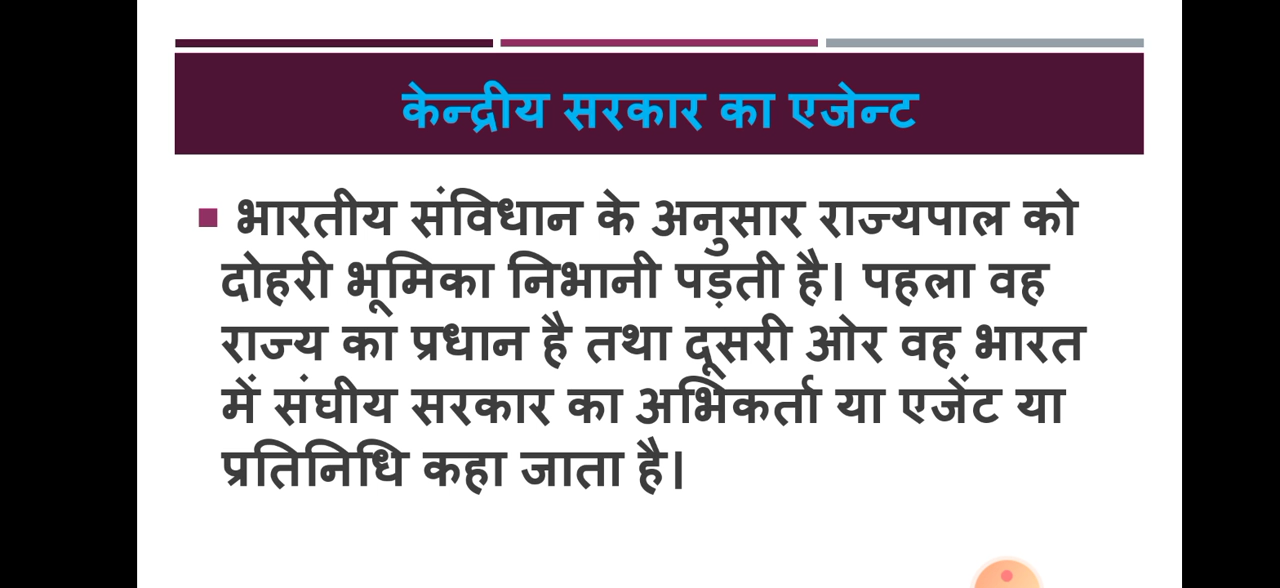 केन्द्रीय सरकार का एजेन्ट
भारतीय संविधान के अनुसार राज्यपाल को
दोहरी भूमिका निभानी पड़ती है। पहला वह
राज्य का प्रधान है तथा दूसरी ओर वह भारत
में संघीय सरकार का अभिकर्ता या एजेंट या
प्रतिनिधि कहा जाता है।